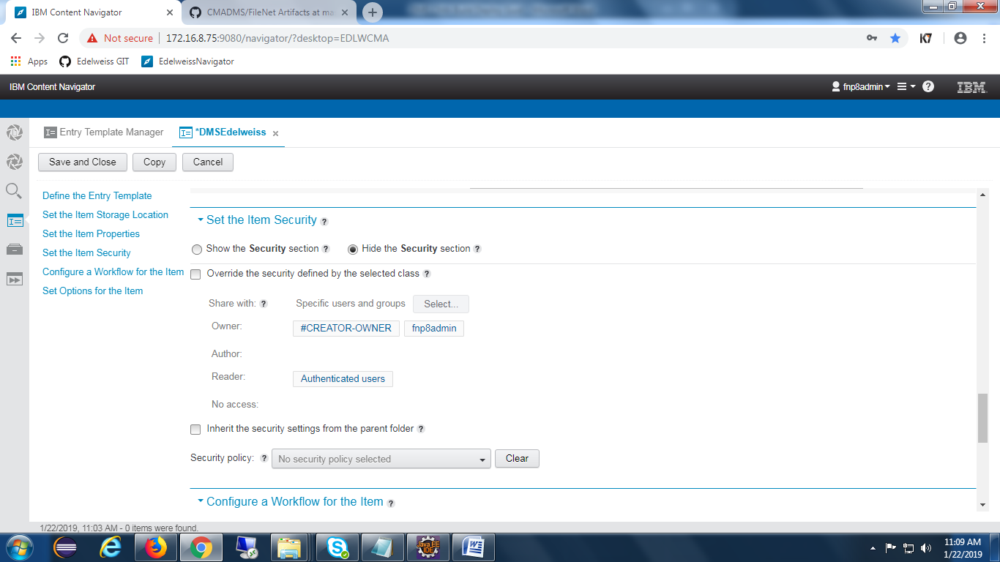 IBM Content Navigator
CMADMS/FileNet Artifacts at ma
Not secure 172.16.8.75:9080/navigator/?desktop=EDLWCMA
Apps Edelweiss GIT EdelweissNavigator
IBM Content Navigator fnp8admin ? IBM
Entry Template Manager *DMSEdelweiss
Save and Close Copy Cancel
Define the Entry Template
Set the Item Storage Location
Set the Item Properties
Set the Item Security
Configure a Workflow for the Item
Set Options for the Item
Set the Item Security ?
Show the Security section ? Hide the Security section ?
Override the security defined by the selected class ?
Share with: ? Specific users and groups Select...
Owner: #CREATOR-OWNER fnp8admin
Author:
Reader: Authenticated users
No access:
Inherit the security settings from the parent folder ?
Security policy: ? No security policy selected Clear
Configure a Workflow for the Item ?
1/22/2019, 11:03 AM - 0 items were found.
Java EE
IDE
11:09 AM
1/22/2019